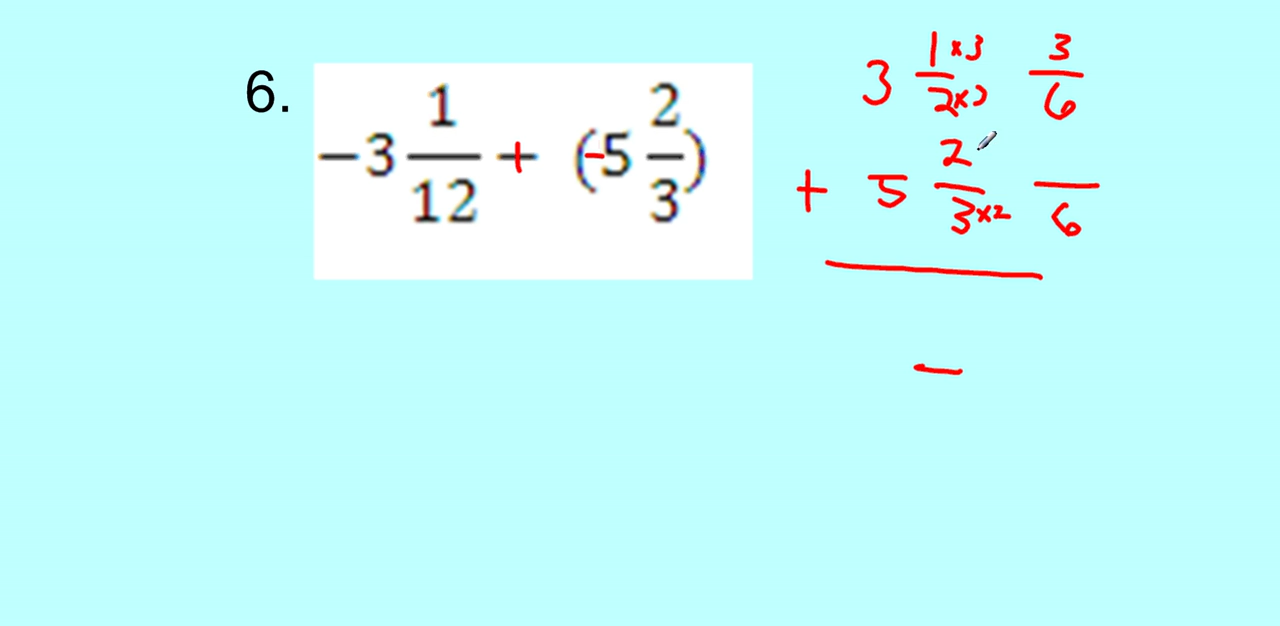 6. −3 1/12 + (−5 2/3)
3 1×3/2×3 3/6
+ 5 2/3×2 /6
−